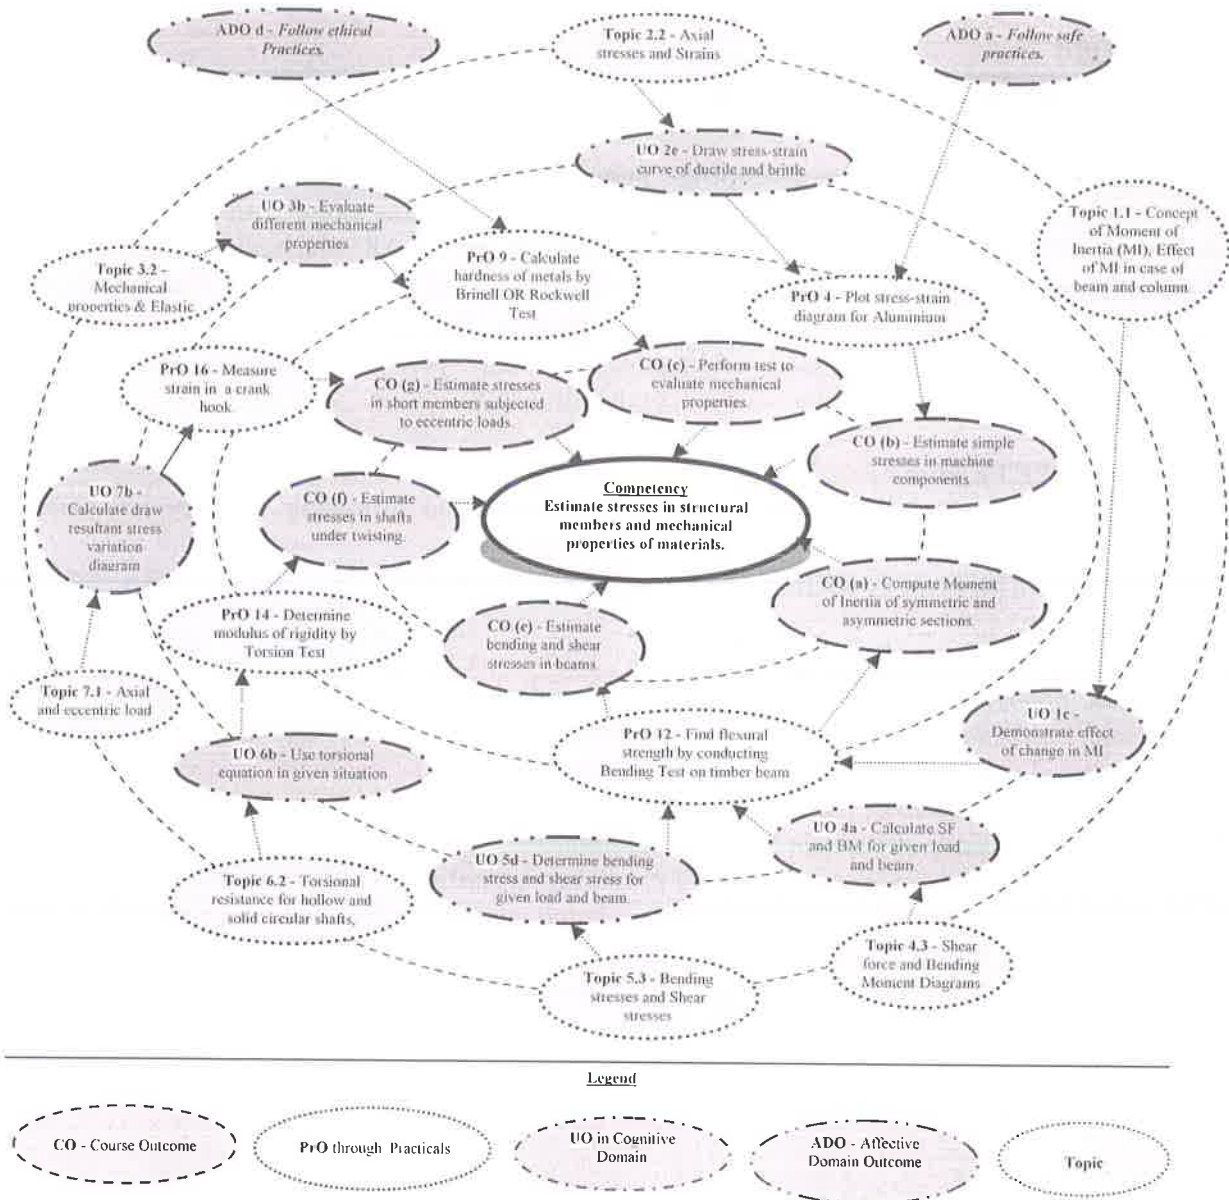 ADO d - Follow ethical
Practices.
Topic 2.2 - Axial
stresses and Strains
ADO a - Follow safe
practices.
UO 2e - Draw stress-strain
curve of ductile and brittle
UO 3b - Evaluate
different mechanical
properties
Topic 1.1 - Concept
of Moment of
Inertia (MI), Effect
of MI in case of
beam and column
Topic 3.2 -
Mechanical
properties & Elastic
PrO 9 - Calculate
hardness of metals by
Brinell OR Rockwell
Test
PrO 4 - Plot stress-strain
diagram for Aluminium
PrO 16 - Measure
strain in a crank
hook.
CO (g) - Estimate stresses
in short members subjected
to eccentric loads.
CO (c) - Perform test to
evaluate mechanical
properties.
CO (b) - Estimate simple
stresses in machine
components
UO 7b -
Calculate draw
resultant stress
variation
diagram
CO (f) - Estimate
stresses in shafts
under twisting.
Competency
Estimate stresses in structural
members and mechanical
properties of materials.
CO (a) - Compute Moment
of Inertia of symmetric and
asymmetric sections
PrO 14 - Determine
modulus of rigidity by
Torsion Test
CO (e) - Estimate
bending and shear
stresses in beams.
Topic 7.1 - Axial
and eccentric load
UO 1c -
Demonstrate effect
of change in MI
PrO 12 - Find flexural
strength by conducting
Bending Test on timber beam
UO 6b - Use torsional
equation in given situation
UO 4a - Calculate SF
and BM for given load
and beam
UO 5d - Determine bending
stress and shear stress for
given load and beam.
Topic 6.2 - Torsional
resistance for hollow and
solid circular shafts,
Topic 4.3 - Shear
force and Bending
Moment Diagrams
Topic 5.3 - Bending
stresses and Shear
stresses
Legend
CO - Course Outcome
PrO through Practicals
UO in Cognitive
Domain
ADO - Affective
Domain Outcome
Topic